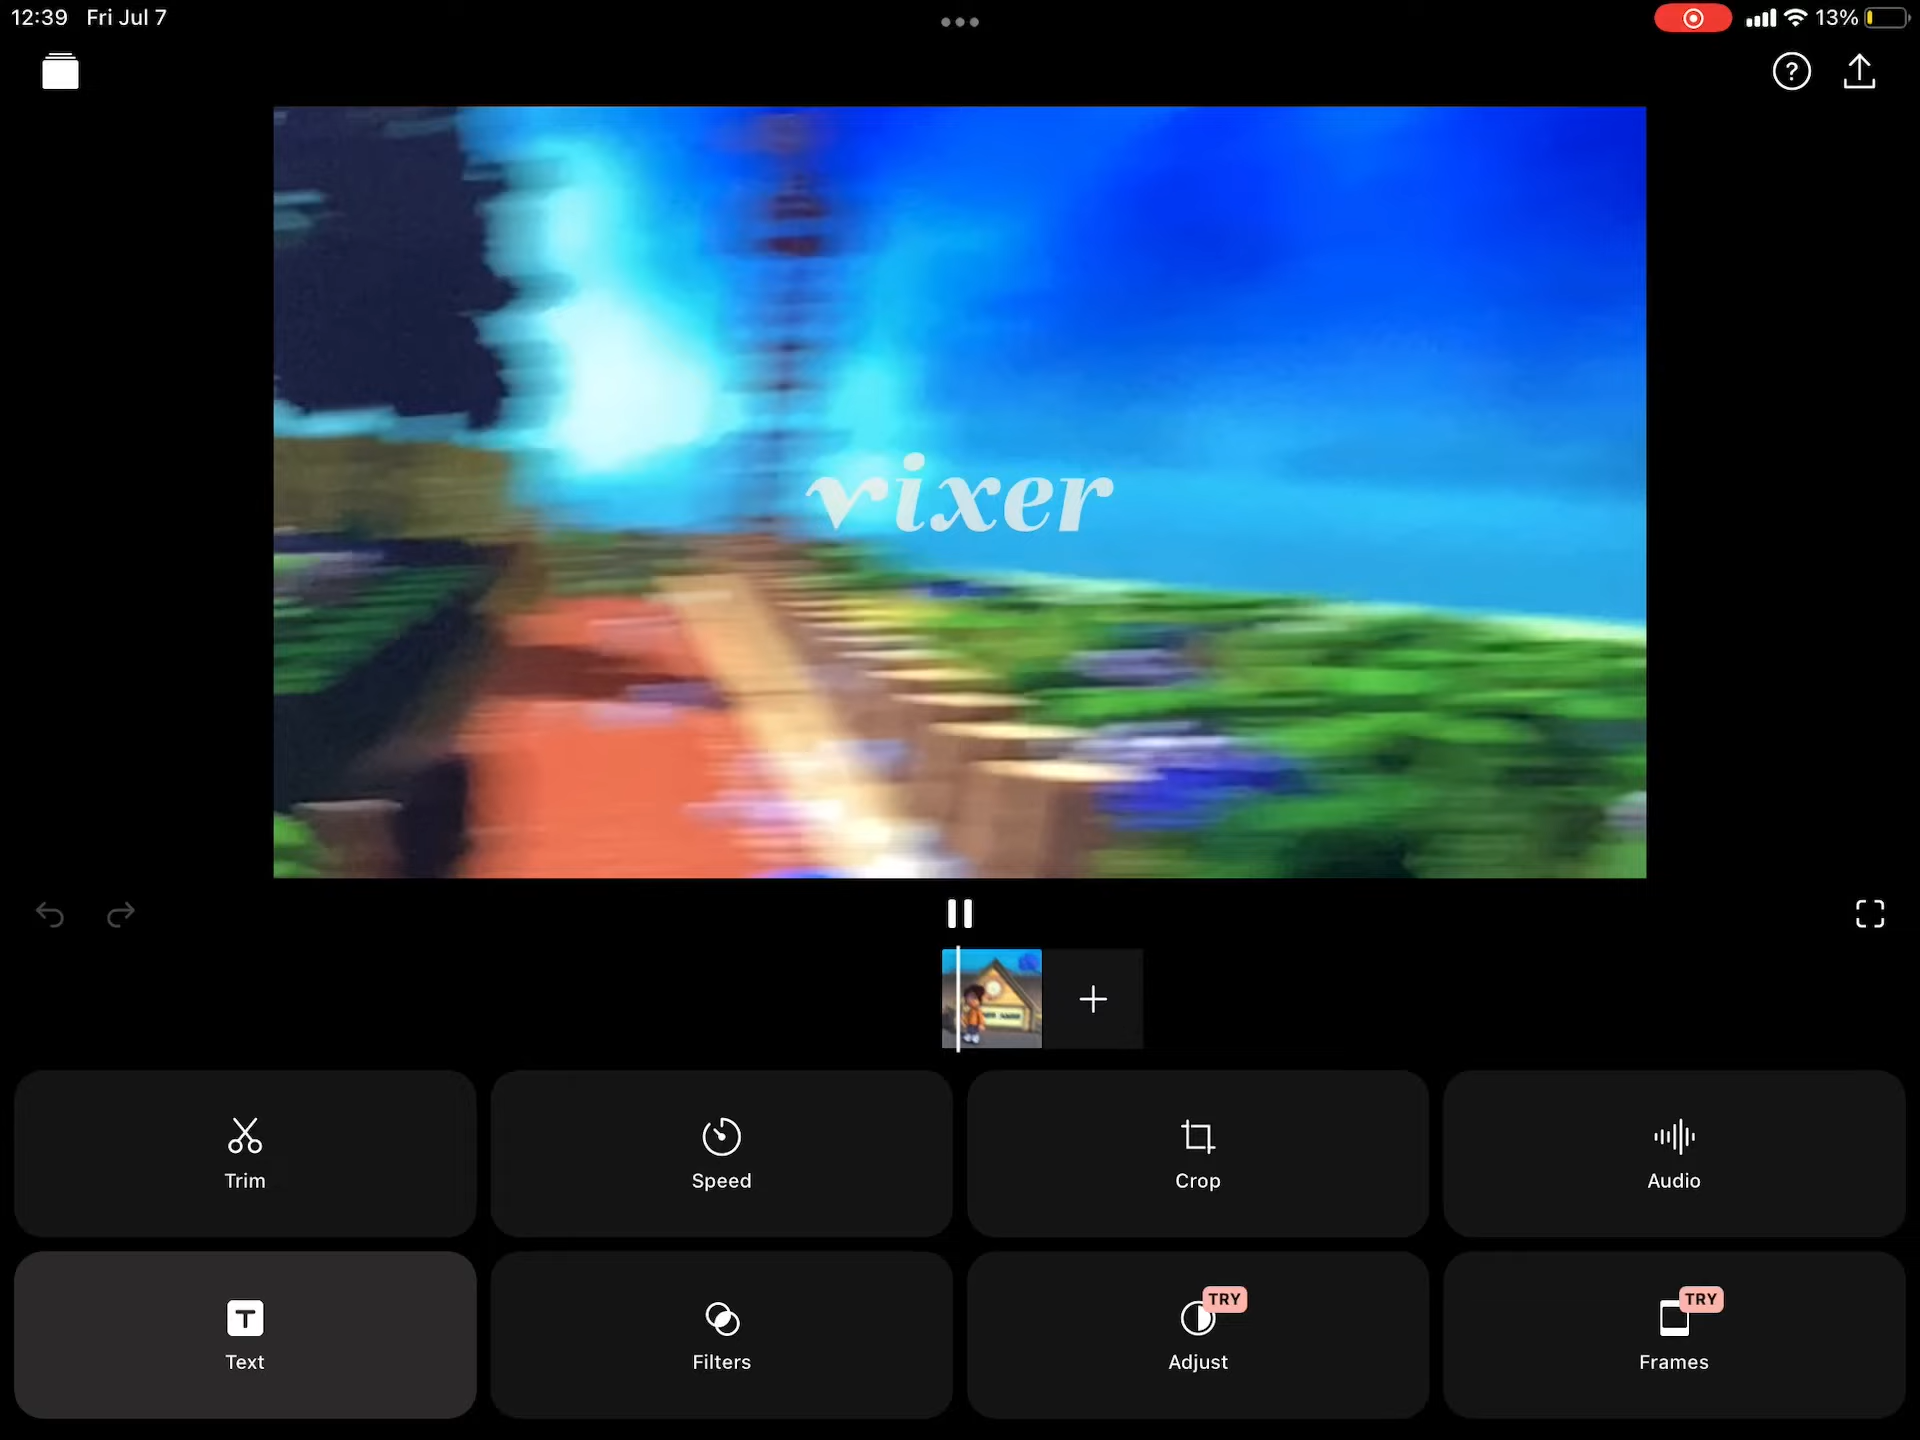 12:39 Fri Jul 7
13%
?
vixer
Trim
Speed
Crop
Audio
T
Text
Filters
TRY
Adjust
TRY
Frames